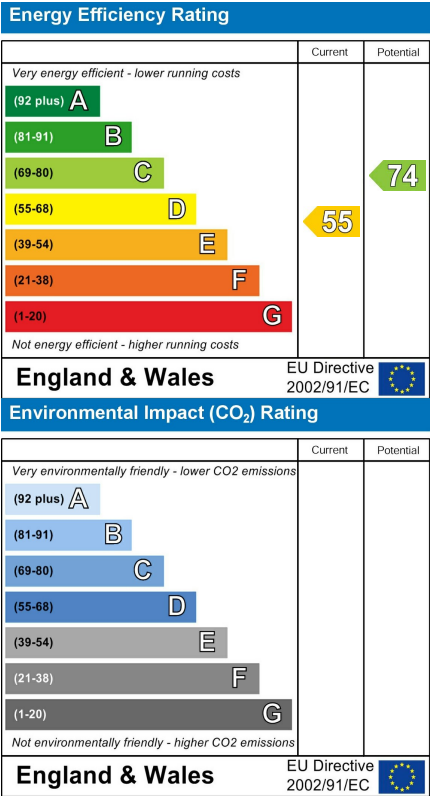 Energy Efficiency Rating
Current Potential
Very energy efficient - lower running costs
(92 plus) A
(81-91) B
(69-80) C
74
(55-68) D
55
(39-54) E
(21-38) F
(1-20) G
Not energy efficient - higher running costs
England & Wales
EU Directive
2002/91/EC
Environmental Impact (CO₂) Rating
Current Potential
Very environmentally friendly - lower CO2 emissions
(92 plus) A
(81-91) B
(69-80) C
(55-68) D
(39-54) E
(21-38) F
(1-20) G
Not environmentally friendly - higher CO2 emissions
England & Wales
EU Directive
2002/91/EC